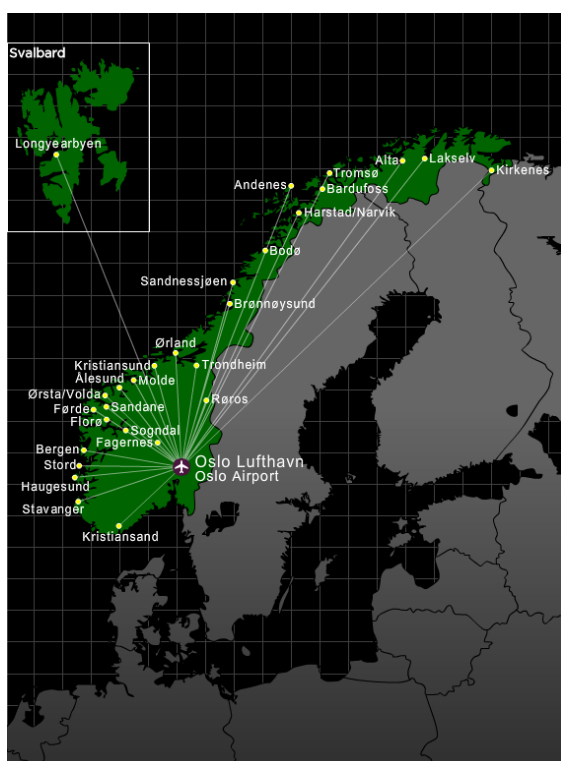 Svalbard
Longyearbyen
Tromsø
Alta
Lakselv
Kirkenes
Andenes
Bardufoss
Harstad/Narvik
Bodø
Sandnessjøen
Brønnøysund
Ørland
Kristiansund
Trondheim
Ålesund
Molde
Ørsta/Volda
Røros
Førde
Sandane
Florø
Sogndal
Fagernes
Bergen
Oslo Lufthavn
Stord
Oslo Airport
Haugesund
Stavanger
Kristiansand